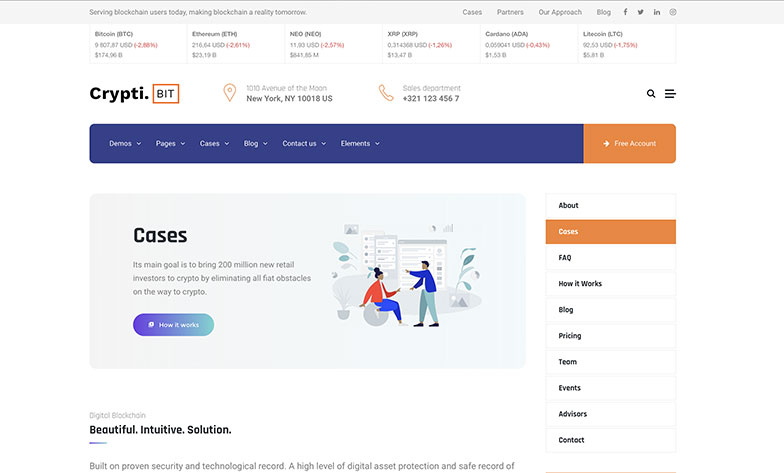 Serving blockchain users today, making blockchain a reality tomorrow.
Cases Partners Our Approach Blog
Bitcoin (BTC) Ethereum (ETH) NEO (NEO) XRP (XRP) Cardano (ADA) Litecoin (LTC)
9 807,87 USD (-2,88%) 216,64 USD (-2,61%) 11,93 USD (-2,57%) 0,314368 USD (-1,26%) 0,059041 USD (-0,43%) 92,53 USD (-1,75%)
$174,96 B $23,19 B $841,65 M $13,47 B $1,53 B $5,81 B
Crypti. BIT
1010 Avenue of the Moon
New York, NY 10018 US
Sales department
+321 123 456 7
Demos Pages Cases Blog Contact us Elements Free Account
Cases
Its main goal is to bring 200 million new retail
investors to crypto by eliminating all fiat obstacles
on the way to crypto.
How it works
About
Cases
FAQ
How it Works
Blog
Pricing
Team
Events
Advisors
Contact
Digital Blockchain
Beautiful. Intuitive. Solution.
Built on proven security and technological record. A high level of digital asset protection and safe record of